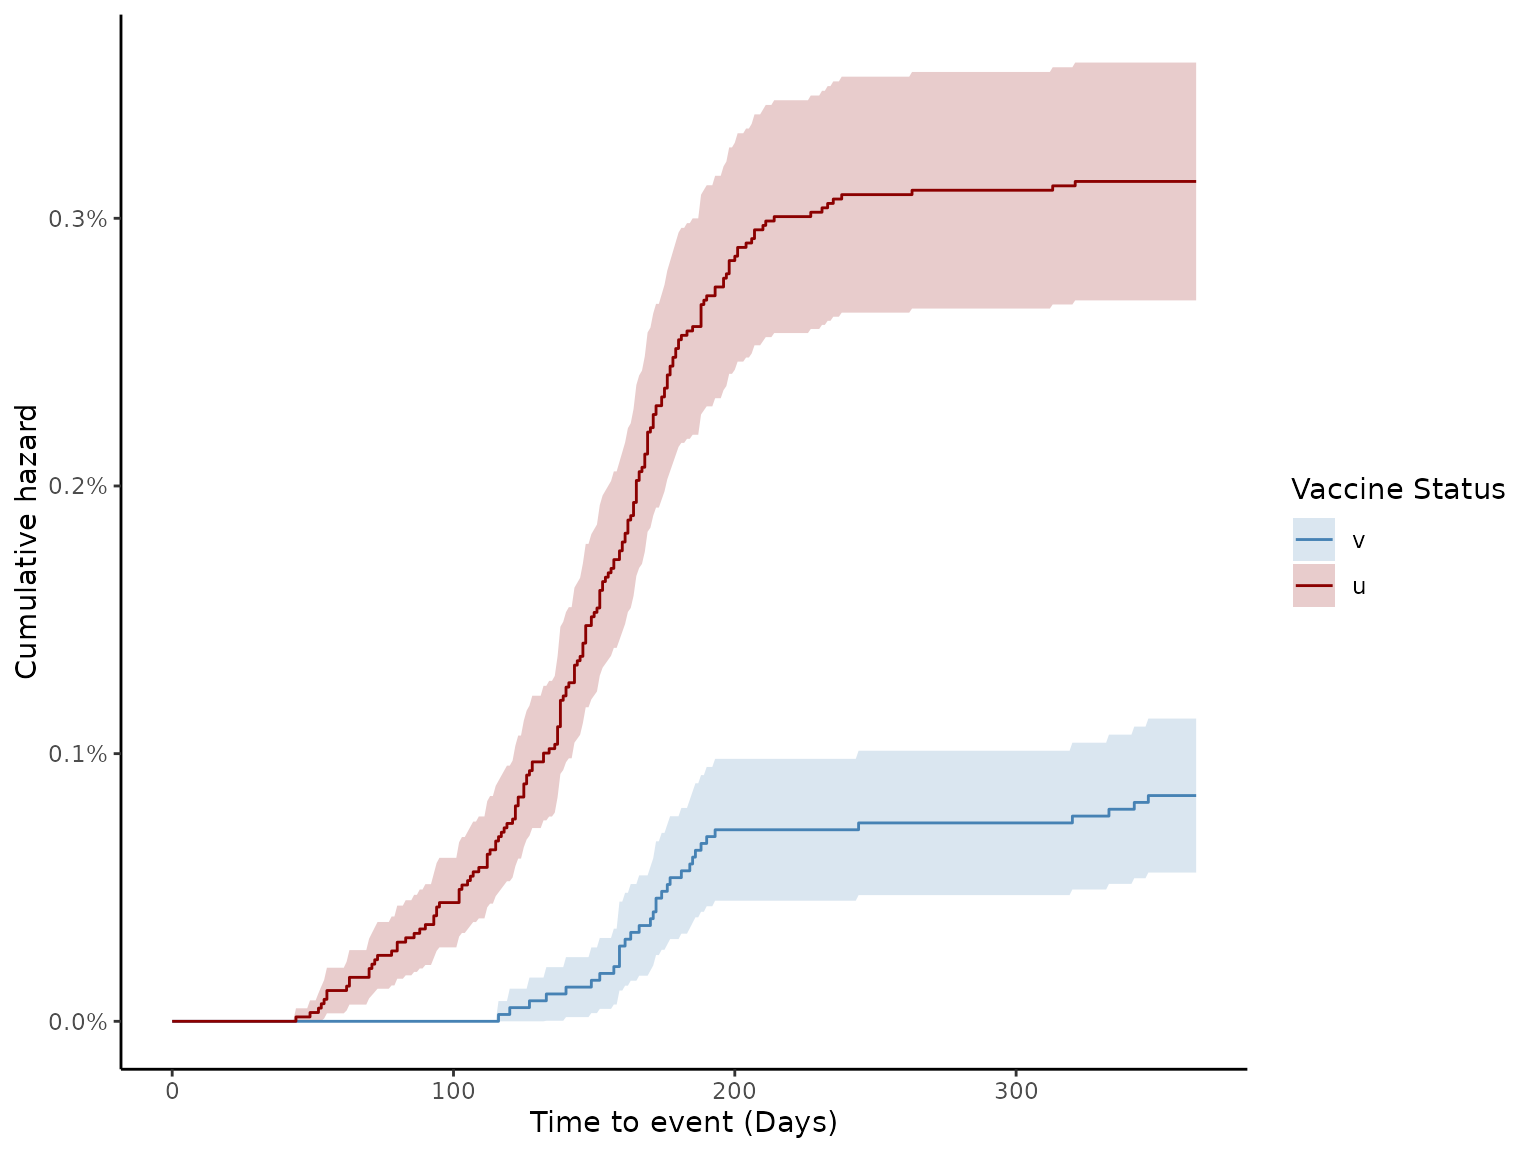 Cumulative hazard
0.3%
0.2%
0.1%
0.0%
0 100 200 300
Time to event (Days)
Vaccine Status
v
u